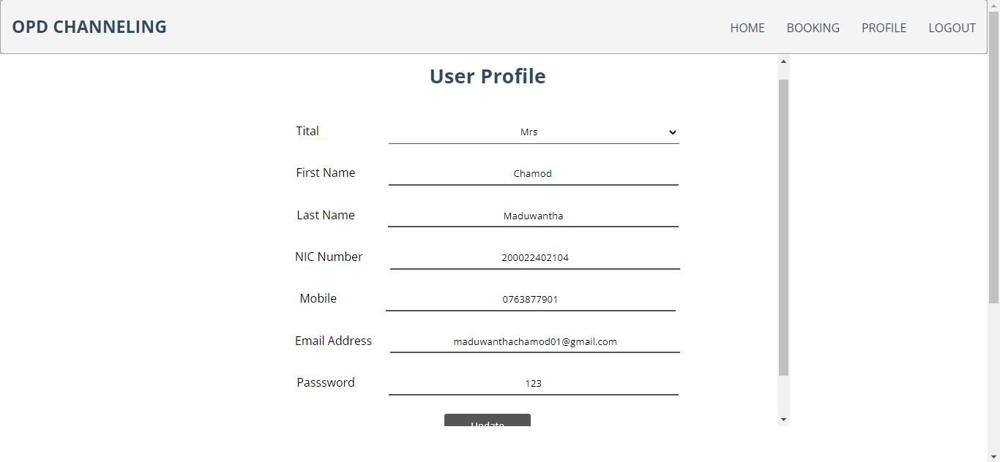 OPD CHANNELING HOME BOOKING PROFILE LOGOUT
User Profile
Tital Mrs
First Name Chamod
Last Name Maduwantha
NIC Number 200022402104
Mobile 0763877901
Email Address maduwanthachamod01@gmail.com
Passsword 123
Update